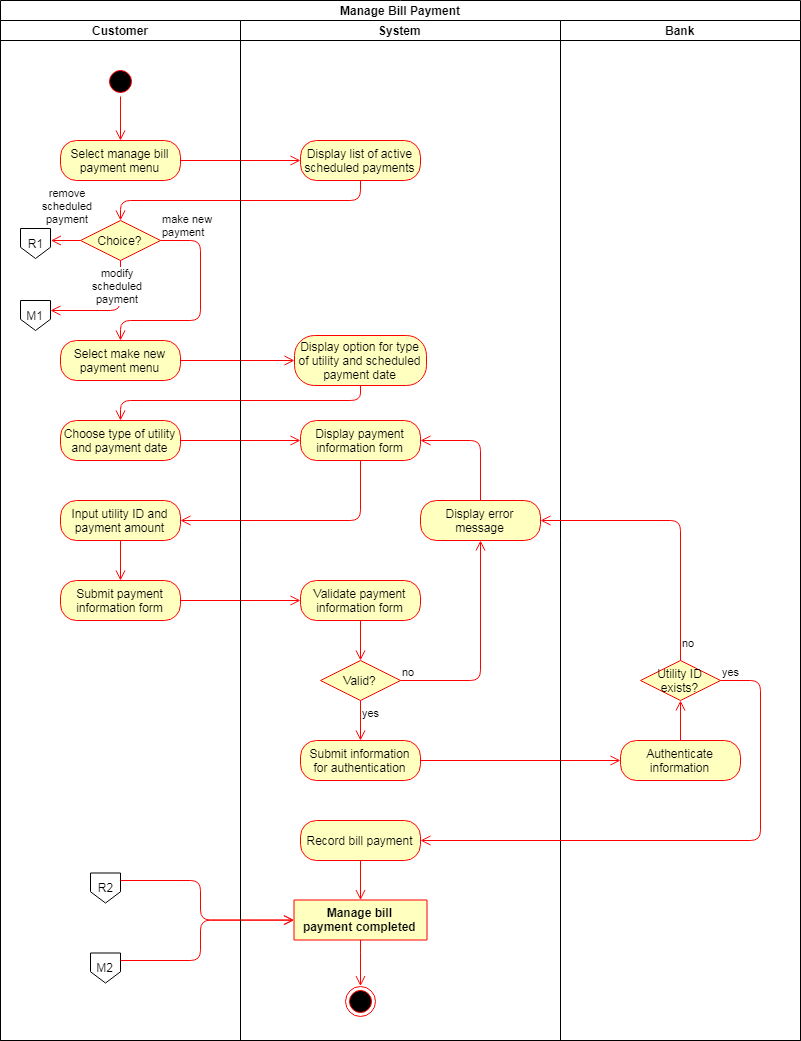 Manage Bill Payment
Customer
System
Bank
Select manage bill
payment menu
Display list of active
scheduled payments
remove
scheduled
payment
make new
payment
R1
Choice?
modify
scheduled
payment
M1
Select make new
payment menu
Display option for type
of utility and scheduled
payment date
Choose type of utility
and payment date
Display payment
information form
Input utility ID and
payment amount
Display error
message
Submit payment
information form
Validate payment
information form
no
Valid?
no
Utility ID
exists?
yes
yes
Submit information
for authentication
Authenticate
information
Record bill payment
R2
Manage bill
payment completed
M2